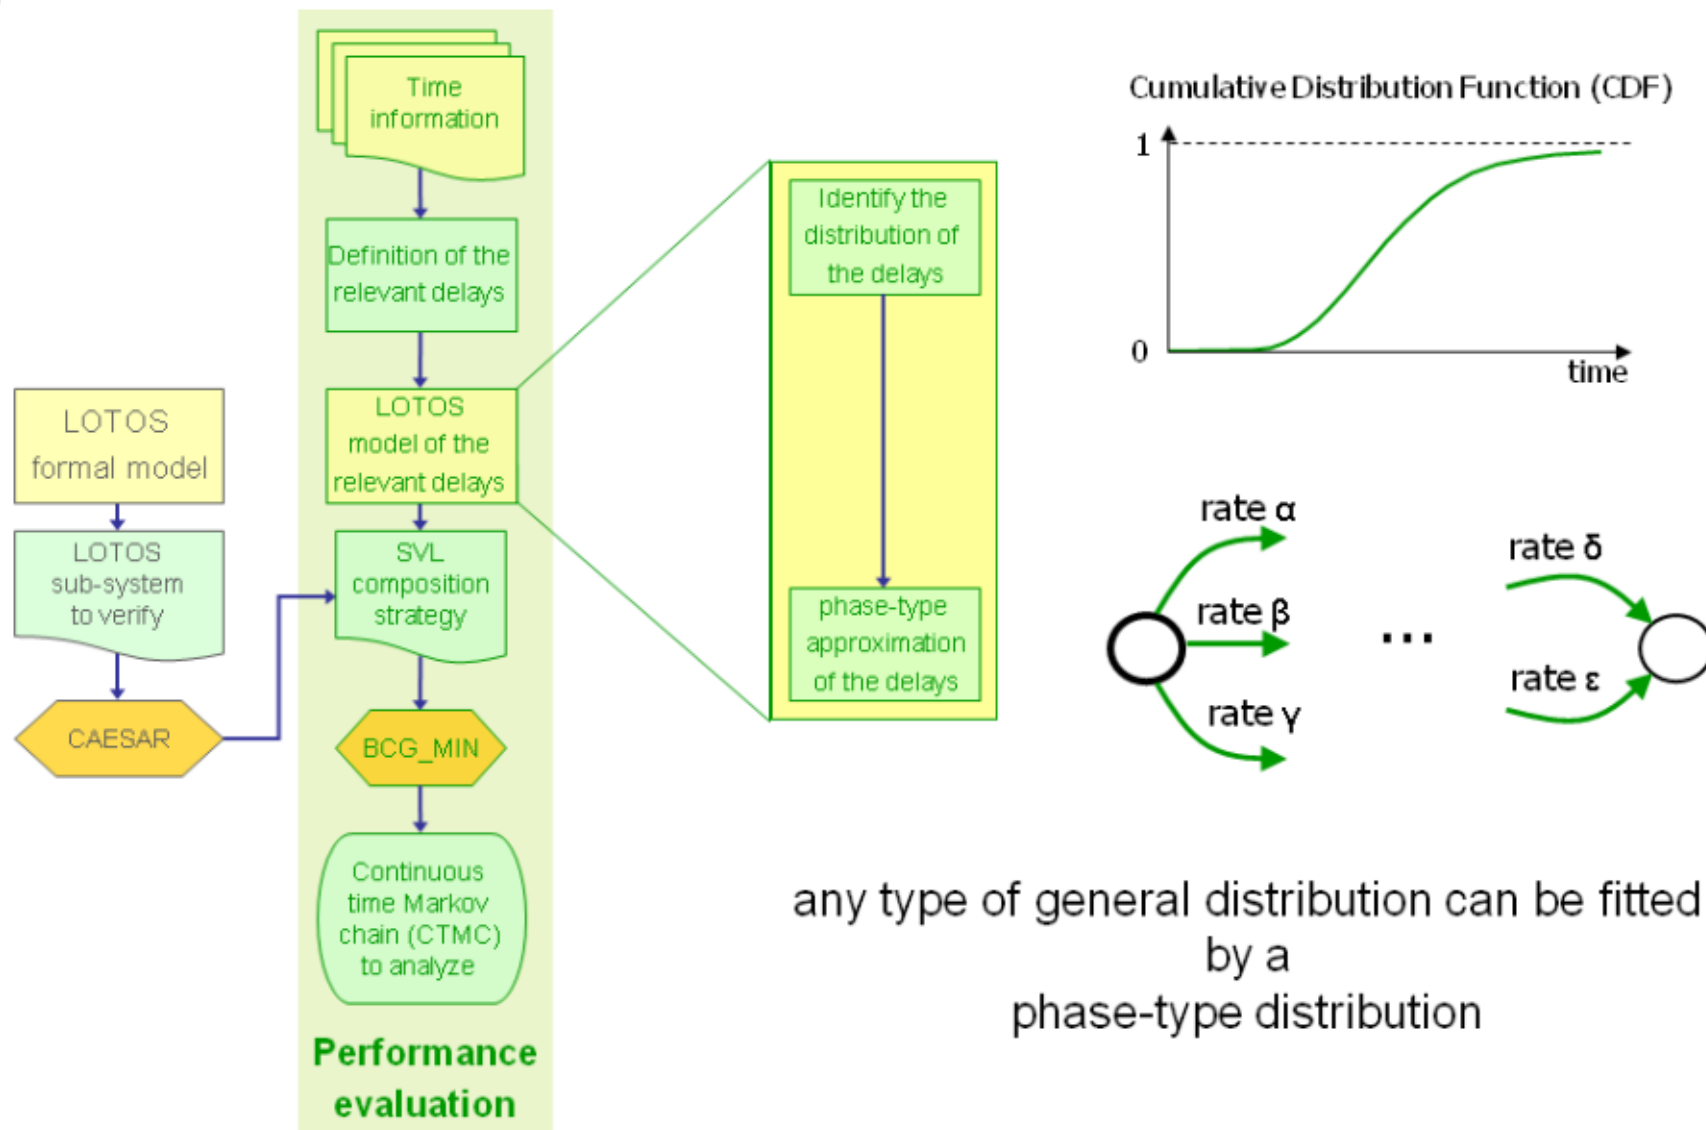 Time
information
Definition of the
relevant delays
LOTOS
model of the
relevant delays
SVL
composition
strategy
BCG_MIN
Continuous
time Markov
chain (CTMC)
to analyze
Performance
evaluation
LOTOS
formal model
LOTOS
sub-system
to verify
CAESAR
Identify the
distribution of
the delays
phase-type
approximation
of the delays
Cumulative Distribution Function (CDF)
1
0
time
rate α
rate β
rate γ
...
rate δ
rate ε
any type of general distribution can be fitted
by a
phase-type distribution